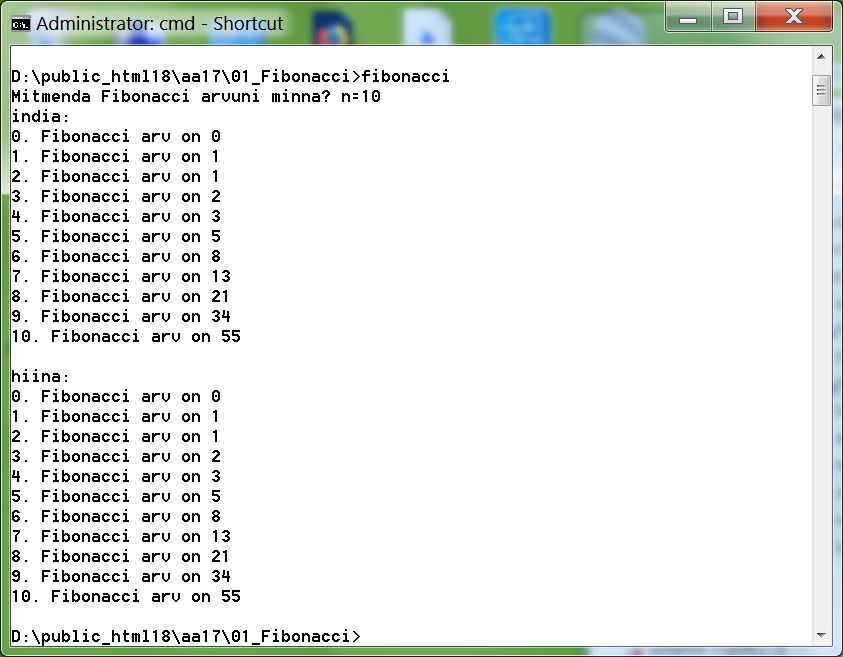 Administrator: cmd - Shortcut
D:\public_html18\aa17\01_Fibonacci>fibonacci
Mitmenda Fibonacci arvuni minna? n=10
india:
0. Fibonacci arv on 0
1. Fibonacci arv on 1
2. Fibonacci arv on 1
3. Fibonacci arv on 2
4. Fibonacci arv on 3
5. Fibonacci arv on 5
6. Fibonacci arv on 8
7. Fibonacci arv on 13
8. Fibonacci arv on 21
9. Fibonacci arv on 34
10. Fibonacci arv on 55
hiina:
0. Fibonacci arv on 0
1. Fibonacci arv on 1
2. Fibonacci arv on 1
3. Fibonacci arv on 2
4. Fibonacci arv on 3
5. Fibonacci arv on 5
6. Fibonacci arv on 8
7. Fibonacci arv on 13
8. Fibonacci arv on 21
9. Fibonacci arv on 34
10. Fibonacci arv on 55
D:\public_html18\aa17\01_Fibonacci>